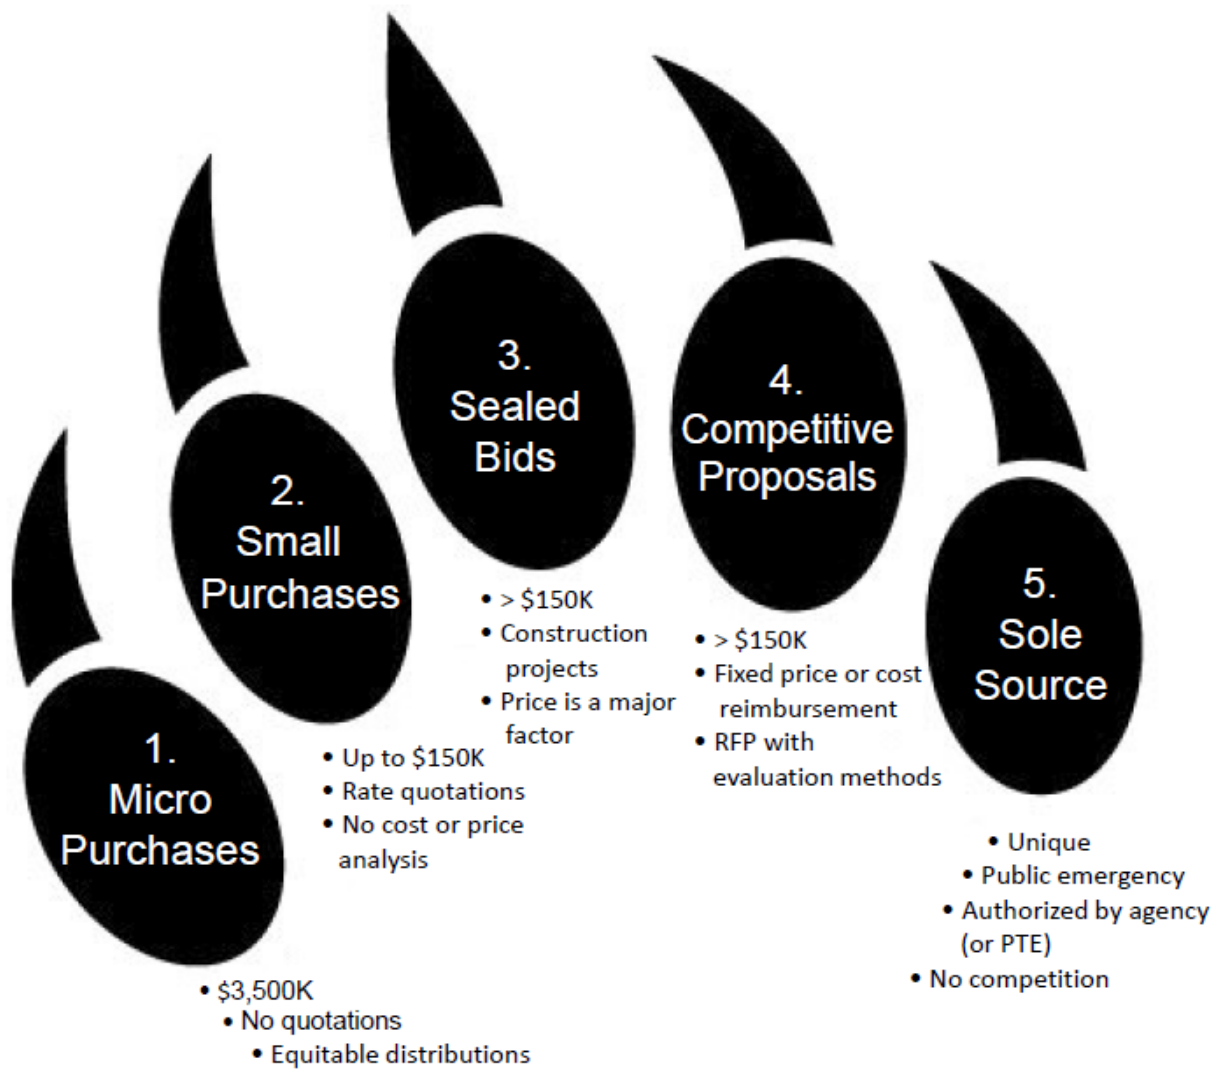 1.
Micro
Purchases
• $3,500K
• No quotations
• Equitable distributions
2.
Small
Purchases
• Up to $150K
• Rate quotations
• No cost or price
analysis
3.
Sealed
Bids
• > $150K
• Construction
projects
• Price is a major
factor
4.
Competitive
Proposals
• > $150K
• Fixed price or cost
reimbursement
• RFP with
evaluation methods
5.
Sole
Source
• Unique
• Public emergency
• Authorized by agency
(or PTE)
• No competition